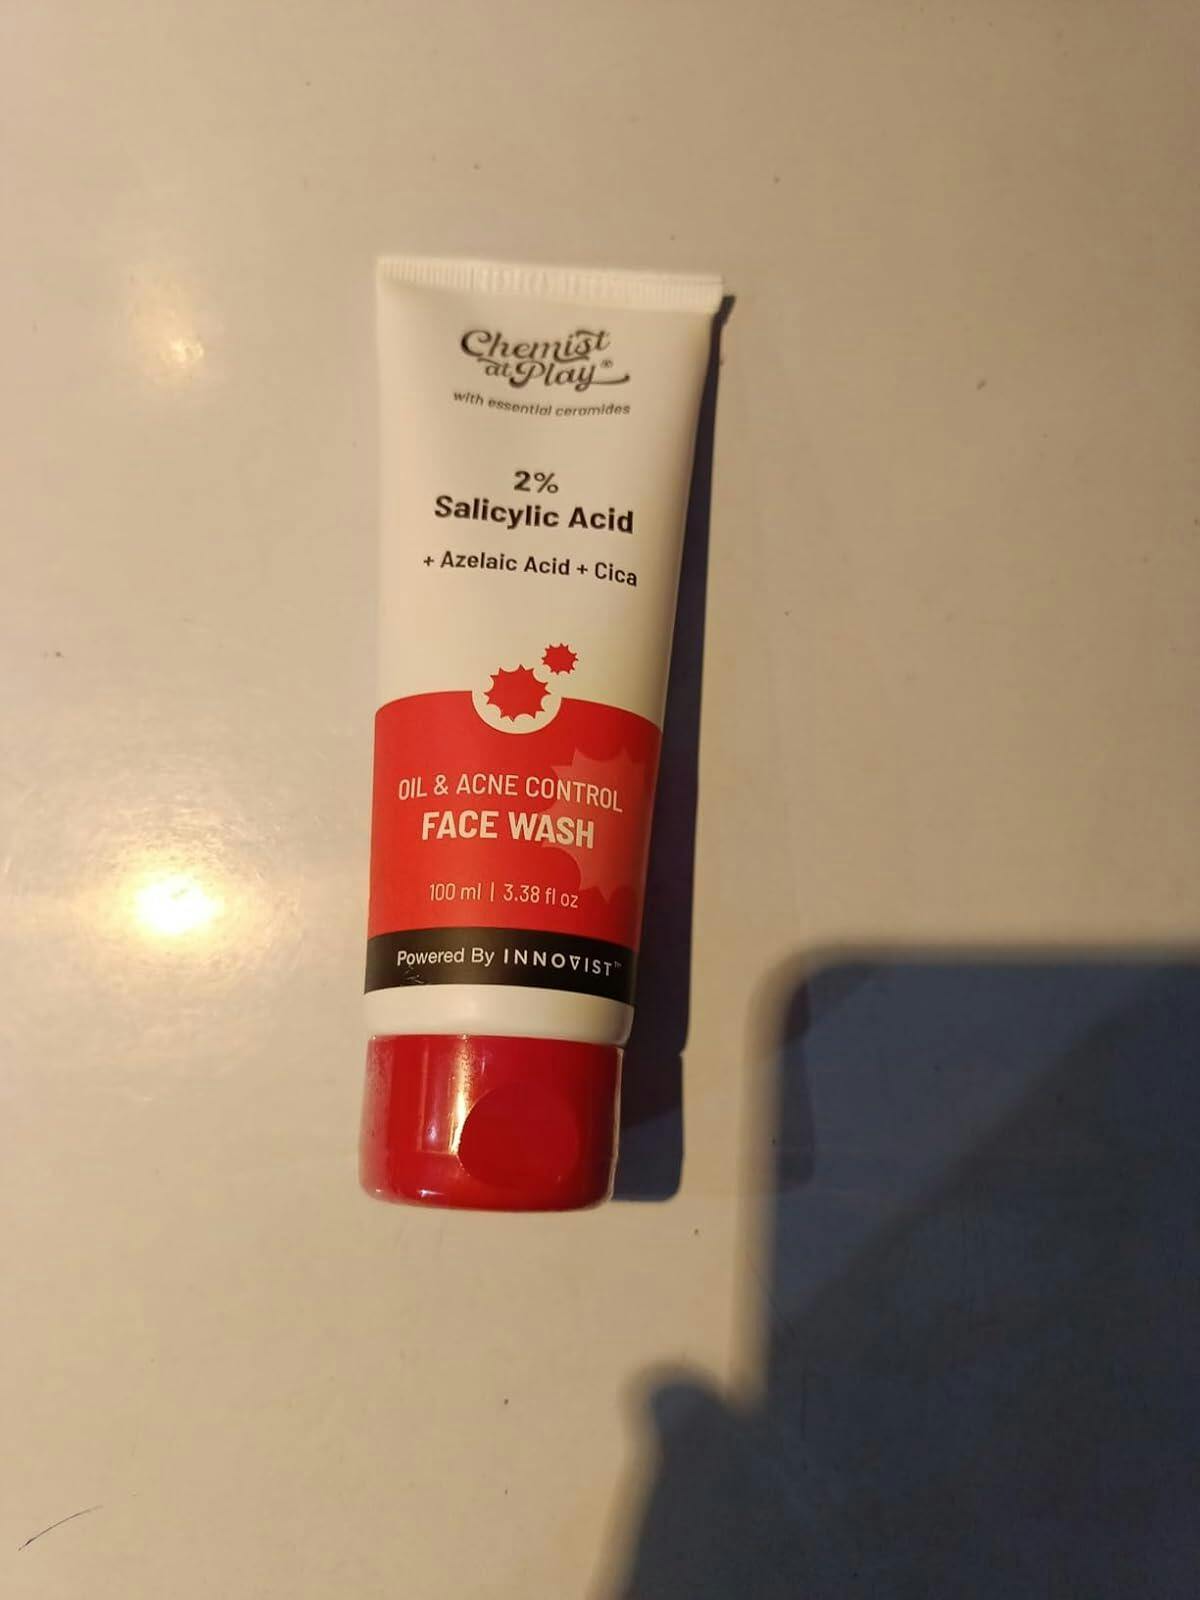 Chemist
at Play®
with essential ceramides
2%
Salicylic Acid
+ Azelaic Acid + Cica
OIL & ACNE CONTROL
FACE WASH
100 ml | 3.38 fl oz
Powered By INNOVIST™